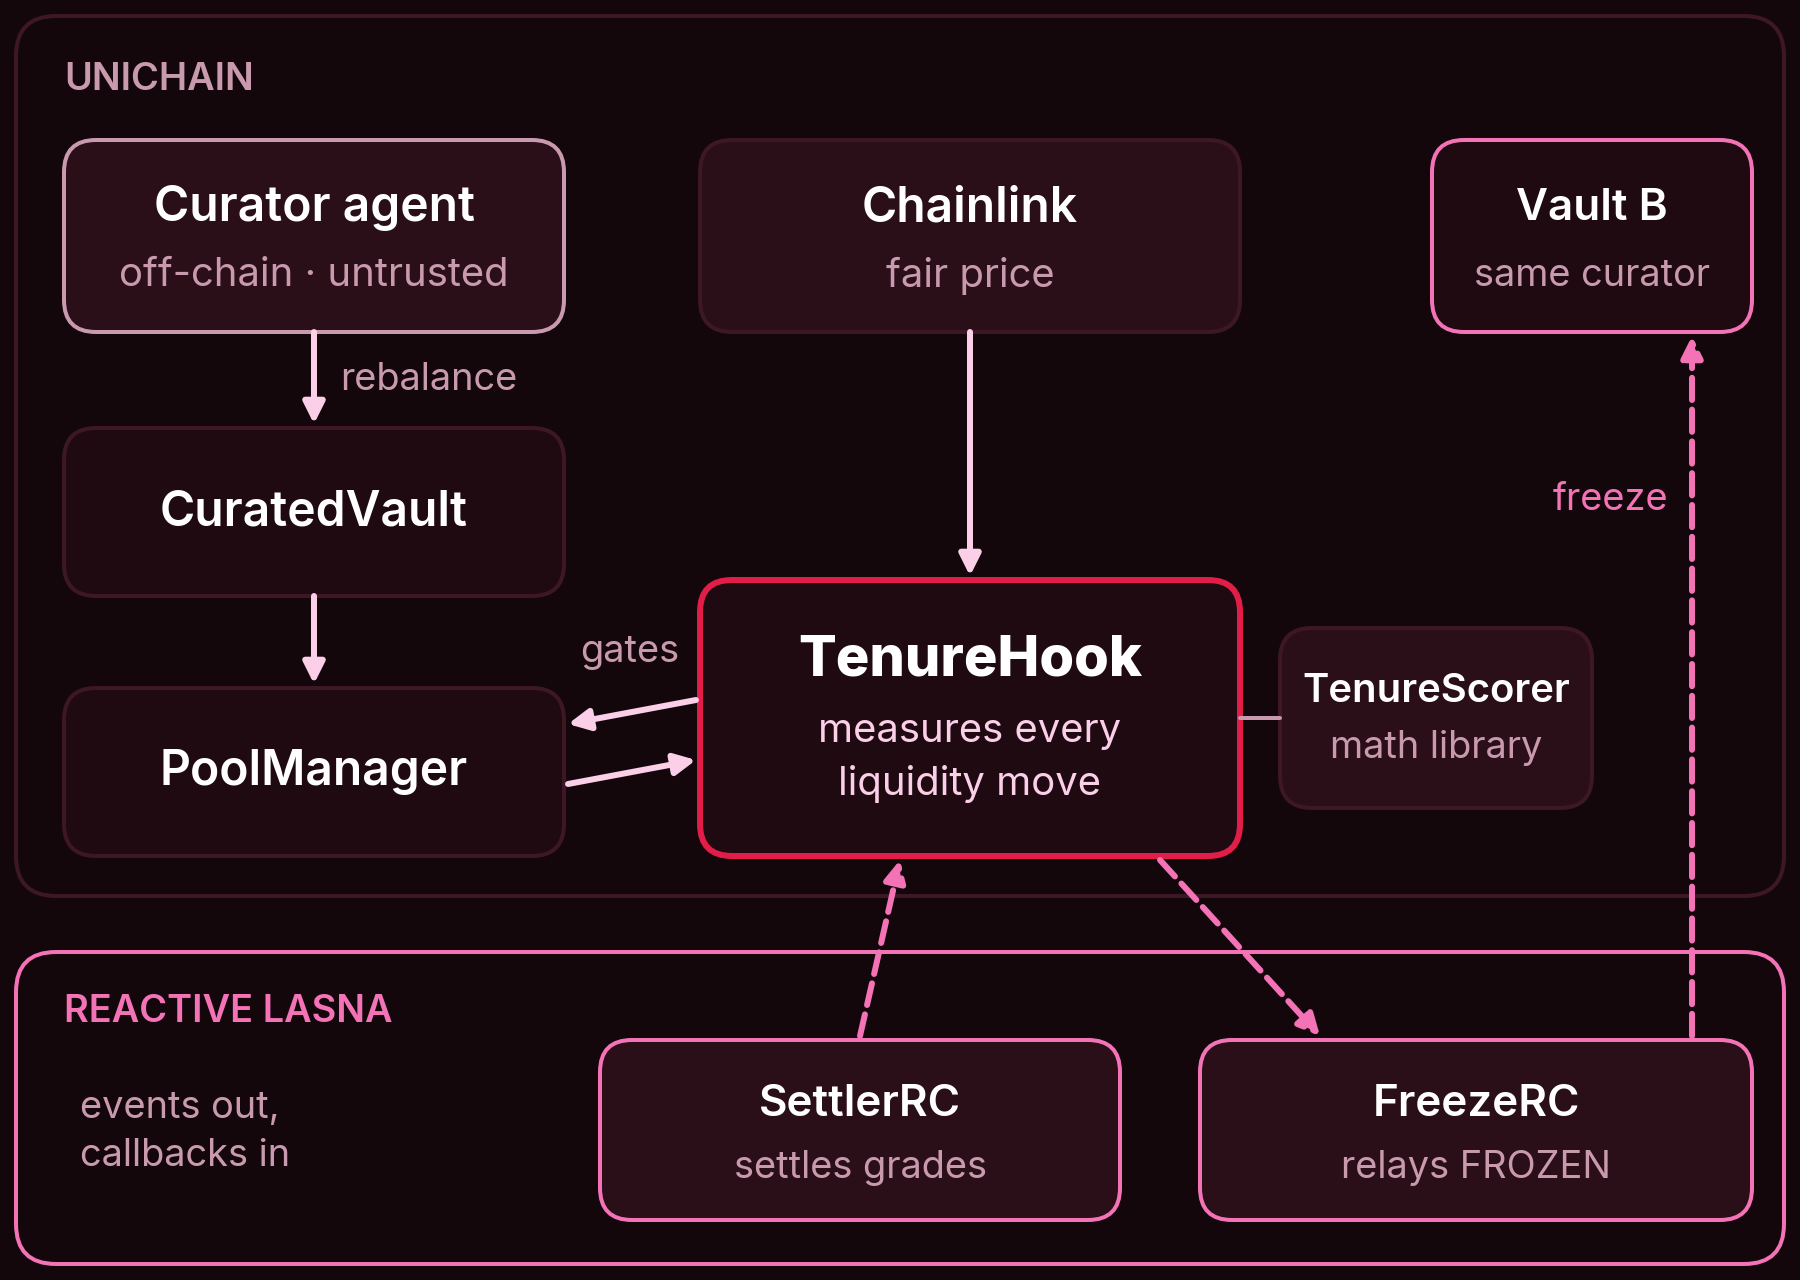 UNICHAIN
Curator agent
off-chain · untrusted
Chainlink
fair price
Vault B
same curator
rebalance
CuratedVault
freeze
gates
TenureHook
measures every
liquidity move
TenureScorer
math library
PoolManager
REACTIVE LASNA
events out,
callbacks in
SettlerRC
settles grades
FreezeRC
relays FROZEN